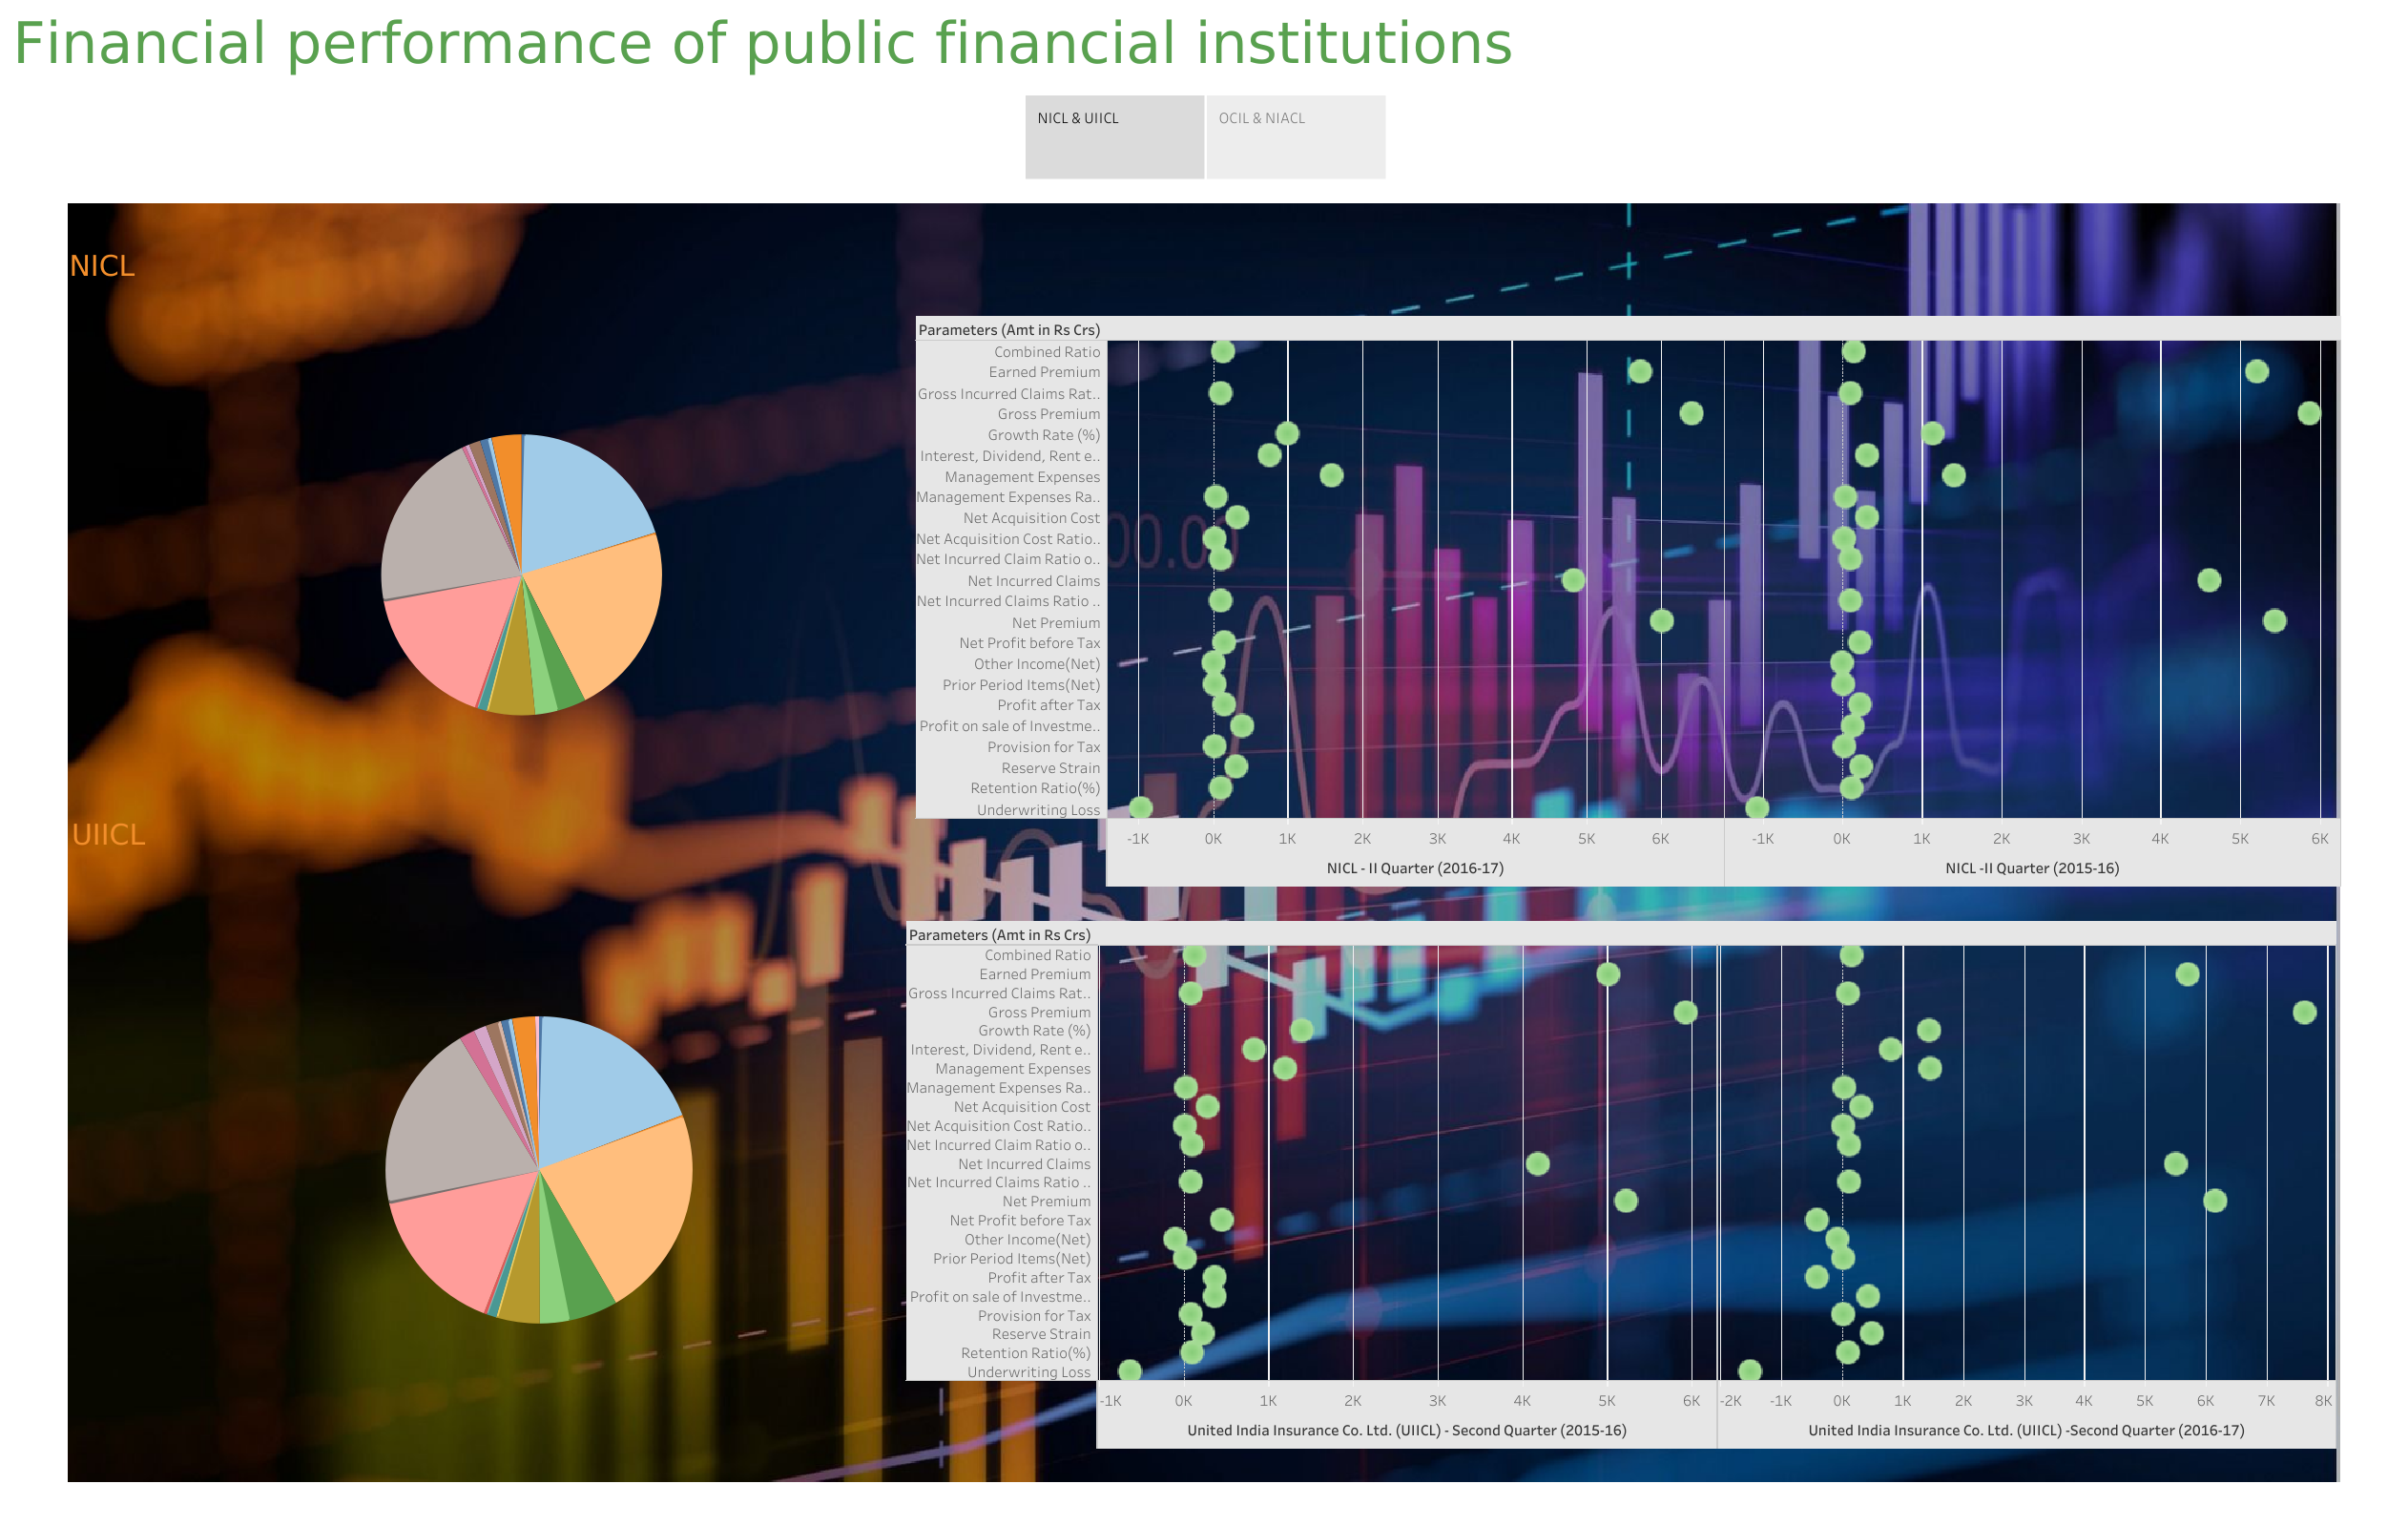 Financial performance of public financial institutions
NICL & UIICL
OCIL & NIACL
NICL
Parameters (Amt in Rs Crs)
Combined Ratio
Earned Premium
Gross Incurred Claims Rat..
Gross Premium
Growth Rate (%)
Interest, Dividend, Rent e..
Management Expenses
Management Expenses Ra..
Net Acquisition Cost
Net Acquisition Cost Ratio..
Net Incurred Claim Ratio o..
Net Incurred Claims
Net Incurred Claims Ratio ..
Net Premium
Net Profit before Tax
Other Income(Net)
Prior Period Items(Net)
Profit after Tax
Profit on sale of Investme..
Provision for Tax
Reserve Strain
Retention Ratio(%)
Underwriting Loss
-1K 0K 1K 2K 3K 4K 5K 6K -1K 0K 1K 2K 3K 4K 5K 6K
NICL - II Quarter (2016-17) NICL -II Quarter (2015-16)
00.00
UIICL
Parameters (Amt in Rs Crs)
Combined Ratio
Earned Premium
Gross Incurred Claims Rat..
Gross Premium
Growth Rate (%)
Interest, Dividend, Rent e..
Management Expenses
Management Expenses Ra..
Net Acquisition Cost
Net Acquisition Cost Ratio..
Net Incurred Claim Ratio o..
Net Incurred Claims
Net Incurred Claims Ratio ..
Net Premium
Net Profit before Tax
Other Income(Net)
Prior Period Items(Net)
Profit after Tax
Profit on sale of Investme..
Provision for Tax
Reserve Strain
Retention Ratio(%)
Underwriting Loss
-1K 0K 1K 2K 3K 4K 5K 6K -2K -1K 0K 1K 2K 3K 4K 5K 6K 7K 8K
United India Insurance Co. Ltd. (UIICL) - Second Quarter (2015-16) United India Insurance Co. Ltd. (UIICL) -Second Quarter (2016-17)